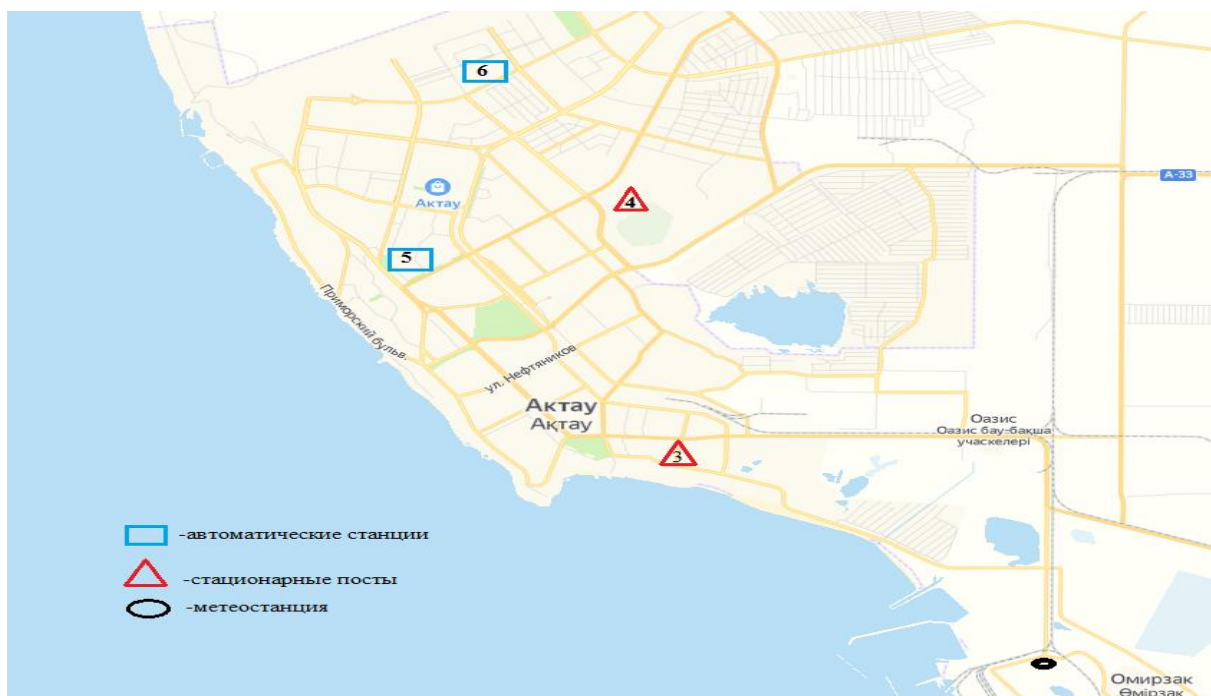 6
Актау
4
А-33
5
Приморский бульв.
ул. Нефтяников
Актау
Ақтау
Оазис
Оазис бау-бақша
учаскелері
3
-автоматические станции
-стационарные посты
-метеостанция
Омирзак
Өмірзақ